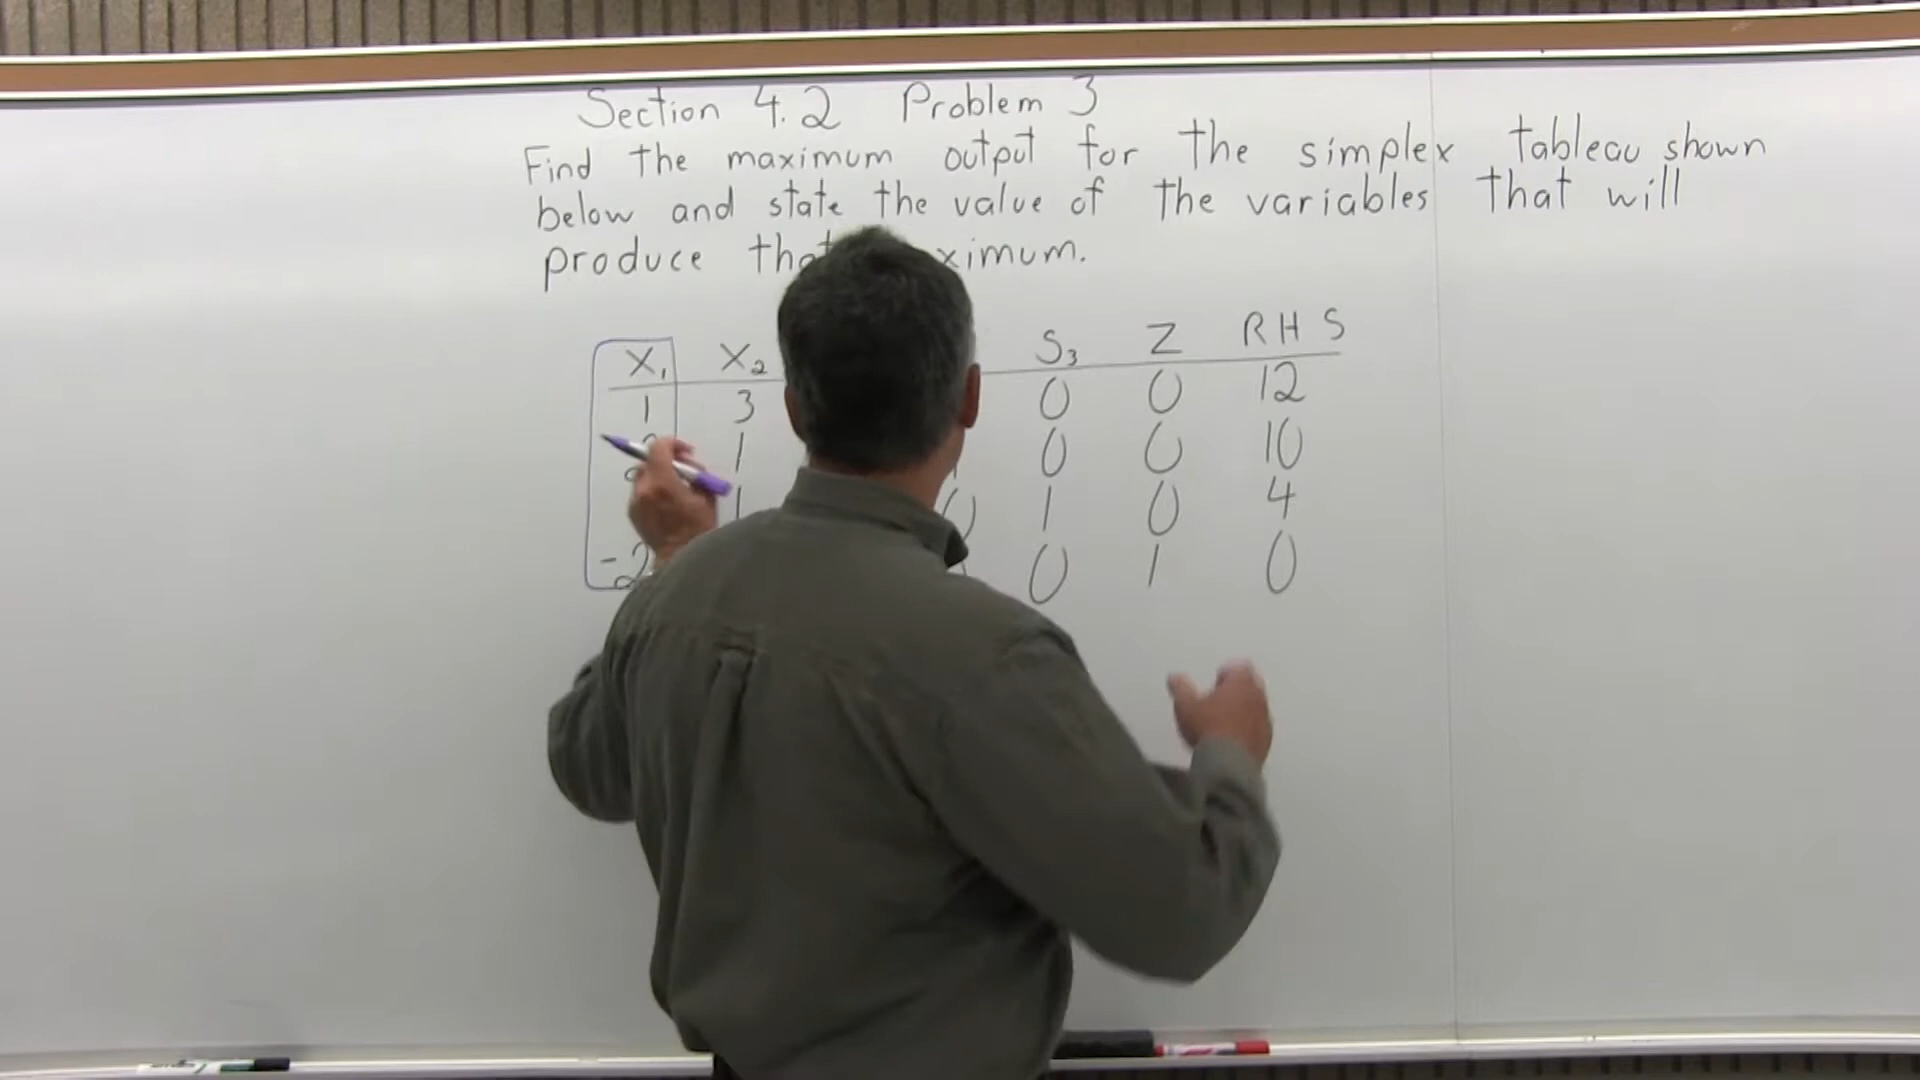 Section 4.2 Problem 3
Find the maximum output for the simplex tableau shown
below and state the value of the variables that will
produce that ximum.
X₁ X₂ S₃ Z RHS
1 3 0 0 12
1 0 0 10
1 0 1 0 4
-2 0 1 0